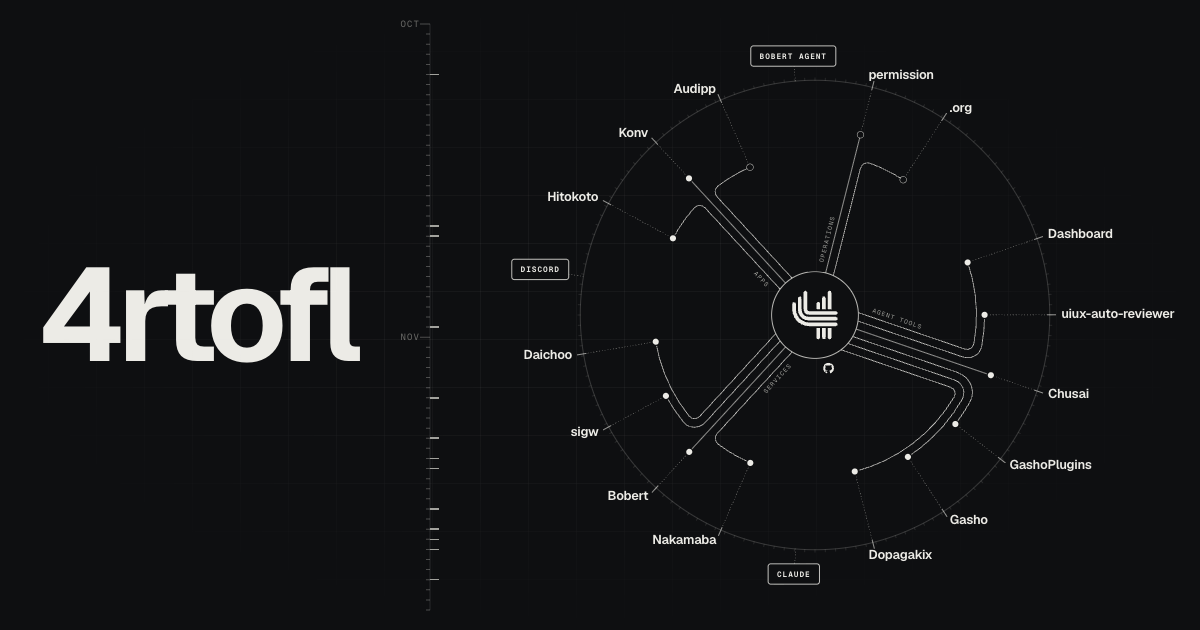 OCT
BOBERT AGENT
permission
Audipp
.org
Konv
Hitokoto
OPERATIONS
Dashboard
DISCORD
APPS
4rtofl
AGENT TOOLS
uiux-auto-reviewer
NOV
Daichoo
SERVICES
Chusai
sigw
GashoPlugins
Bobert
Gasho
Nakamaba
Dopagakix
CLAUDE